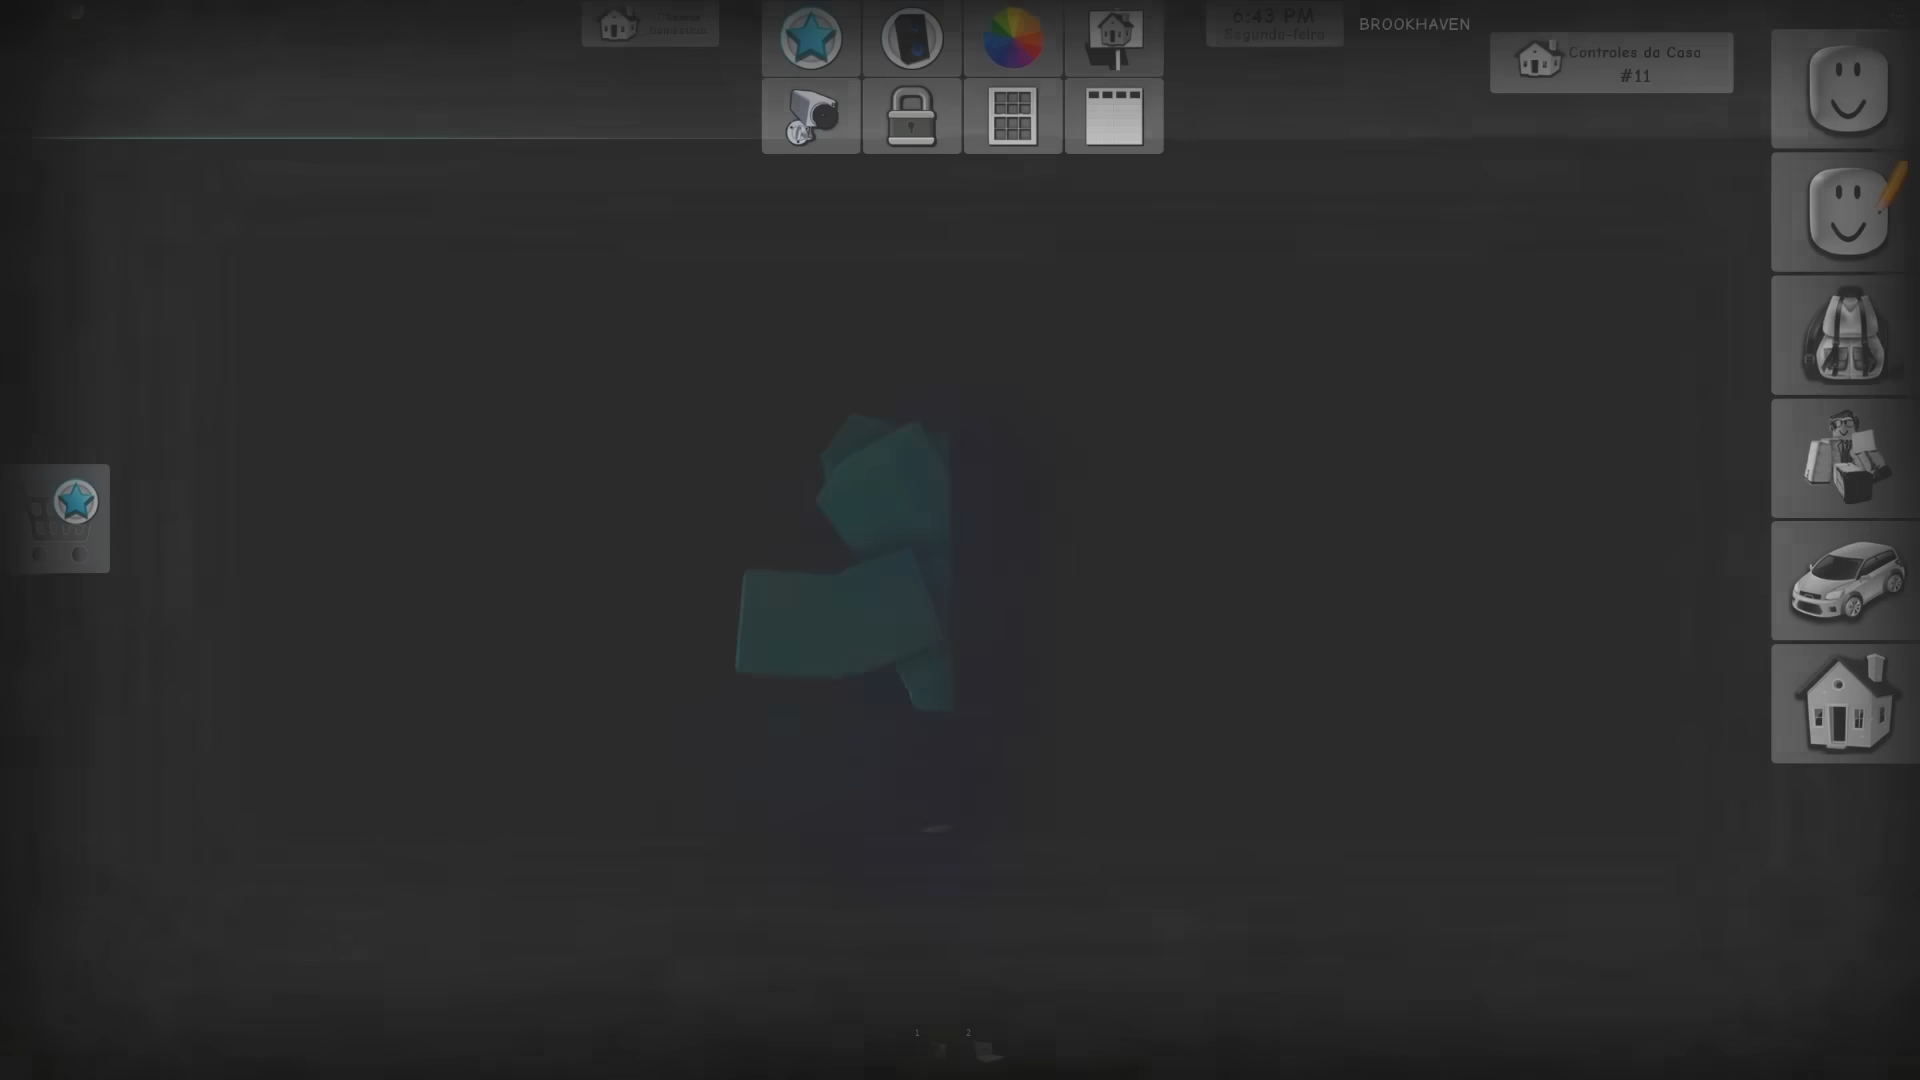 6:43 PM
Segunda-feira
BROOKHAVEN
Controles da Casa
#11
1
2